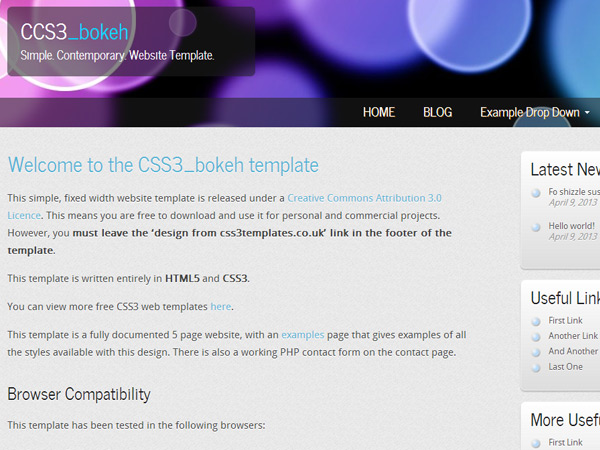 CCS3_bokeh
Simple. Contemporary. Website Template.
HOME BLOG Example Drop Down
Welcome to the CSS3_bokeh template
This simple, fixed width website template is released under a Creative Commons Attribution 3.0
Licence. This means you are free to download and use it for personal and commercial projects.
However, you must leave the ‘design from css3templates.co.uk’ link in the footer of the
template.
This template is written entirely in HTML5 and CSS3.
You can view more free CSS3 web templates here.
This template is a fully documented 5 page website, with an examples page that gives examples of all
the styles available with this design. There is also a working PHP contact form on the contact page.
Browser Compatibility
This template has been tested in the following browsers:
Latest New
Fo shizzle sus
April 9, 2013
Hello world!
April 9, 2013
Useful Link
First Link
Another Link
And Another
Last One
More Usef
First Link